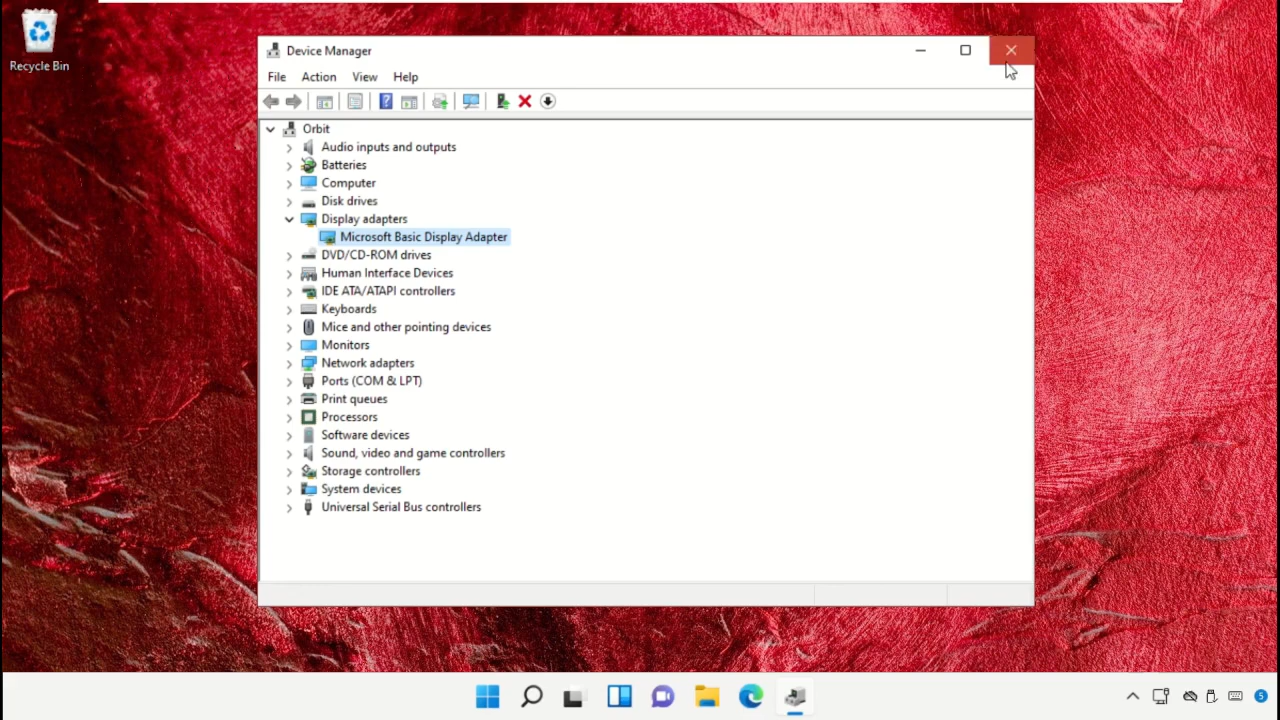 Recycle Bin
Device Manager
File Action View Help
Orbit
Audio inputs and outputs
Batteries
Computer
Disk drives
Display adapters
Microsoft Basic Display Adapter
DVD/CD-ROM drives
Human Interface Devices
IDE ATA/ATAPI controllers
Keyboards
Mice and other pointing devices
Monitors
Network adapters
Ports (COM & LPT)
Print queues
Processors
Software devices
Sound, video and game controllers
Storage controllers
System devices
Universal Serial Bus controllers
5